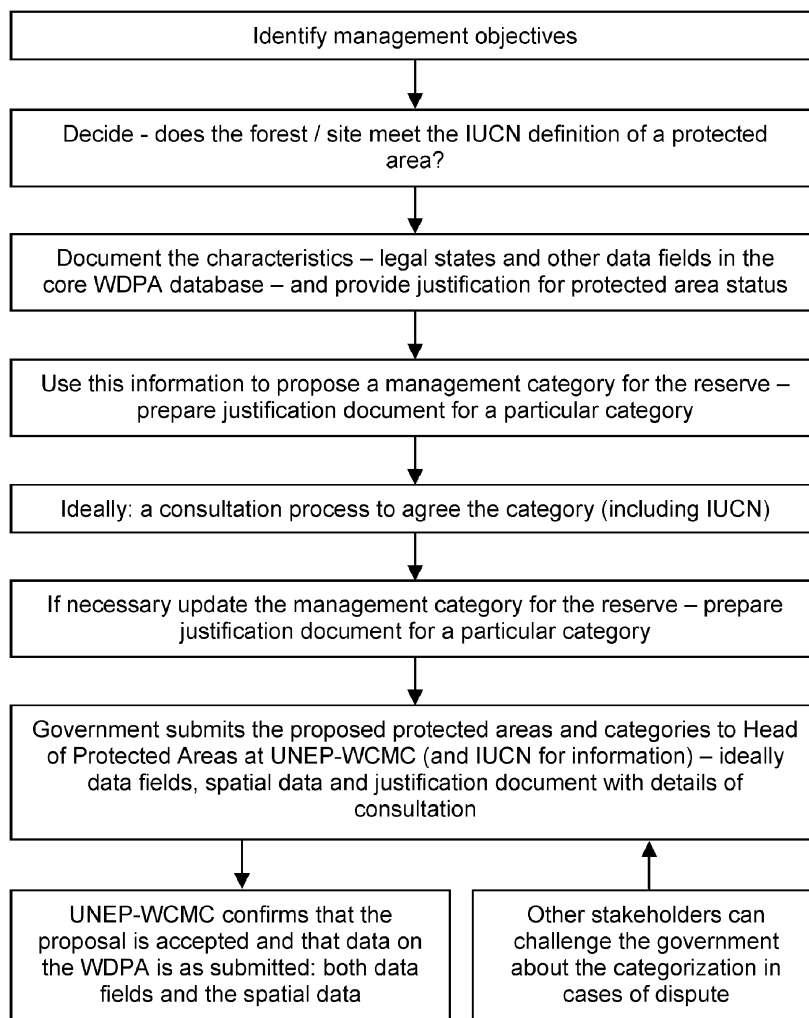 Identify management objectives
Decide - does the forest / site meet the IUCN definition of a protected
area?
Document the characteristics – legal states and other data fields in the
core WDPA database – and provide justification for protected area status
Use this information to propose a management category for the reserve –
prepare justification document for a particular category
Ideally: a consultation process to agree the category (including IUCN)
If necessary update the management category for the reserve – prepare
justification document for a particular category
Government submits the proposed protected areas and categories to Head
of Protected Areas at UNEP-WCMC (and IUCN for information) – ideally
data fields, spatial data and justification document with details of
consultation
UNEP-WCMC confirms that the
proposal is accepted and that data on
the WDPA is as submitted: both data
fields and the spatial data
Other stakeholders can
challenge the government
about the categorization in
cases of dispute